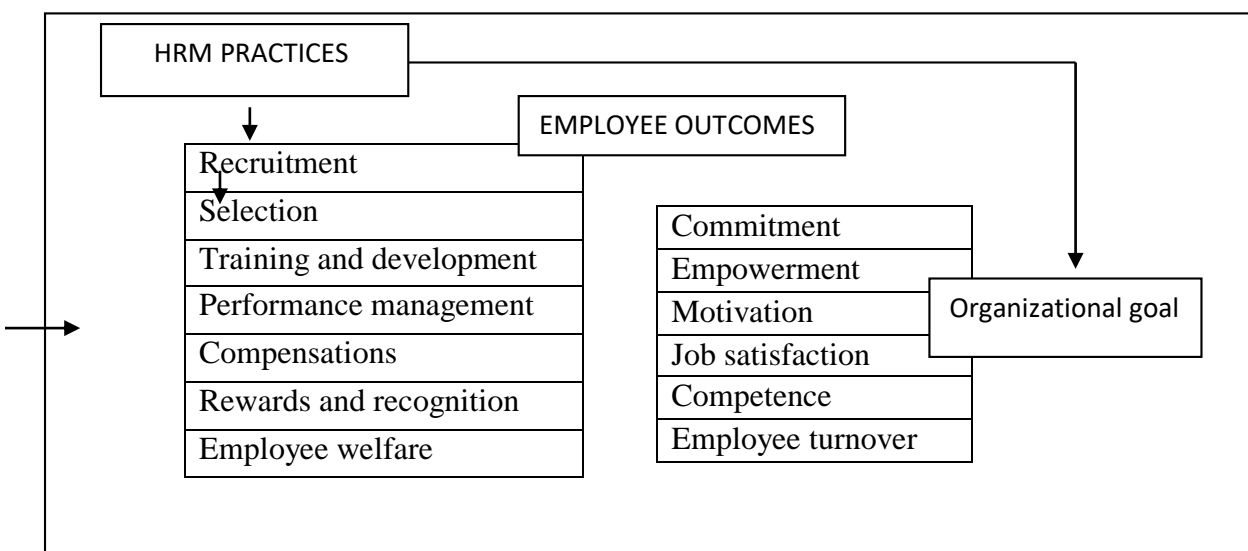 HRM PRACTICES
EMPLOYEE OUTCOMES
Recruitment
Selection
Training and development
Performance management
Compensations
Rewards and recognition
Employee welfare
Commitment
Empowerment
Motivation
Job satisfaction
Competence
Employee turnover
Organizational goal